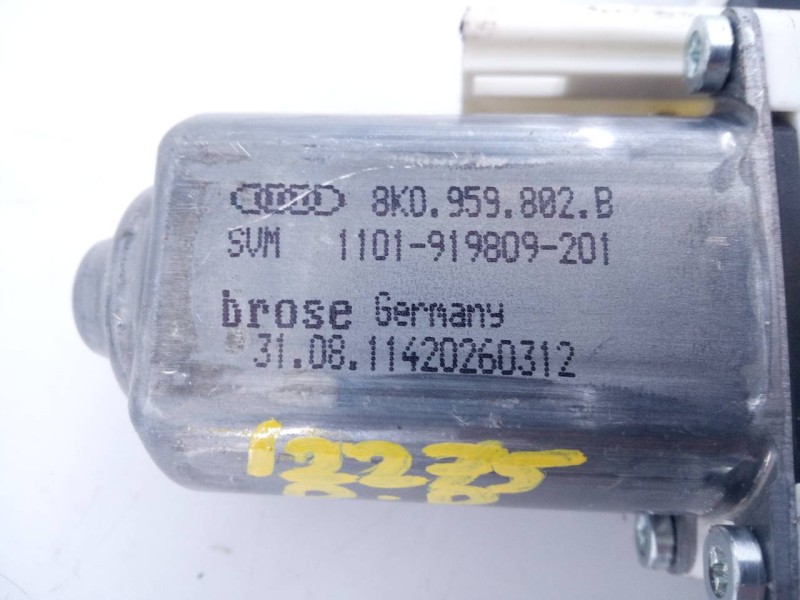 8K0.959.802.B
SVM 1101-919809-201
brose Germany
31.08.11420260312
12275